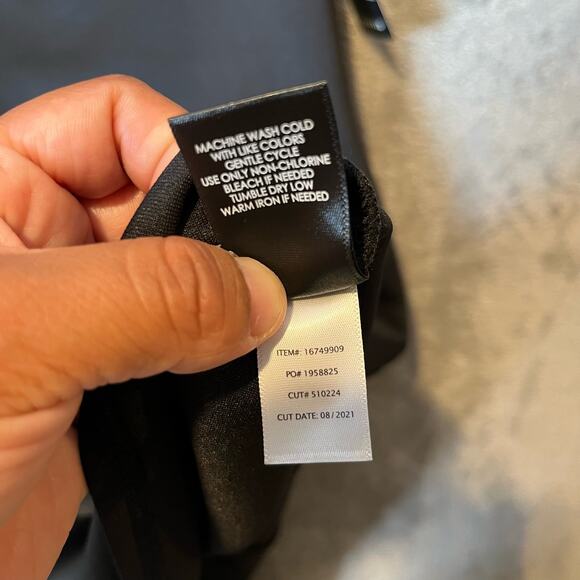 MACHINE WASH COLD
WITH LIKE COLORS
GENTLE CYCLE
USE ONLY NON-CHLORINE
BLEACH IF NEEDED
TUMBLE DRY LOW
WARM IRON IF NEEDED
ITEM#: 16749909
PO# 1958825
CUT# 510224
CUT DATE: 08/2021